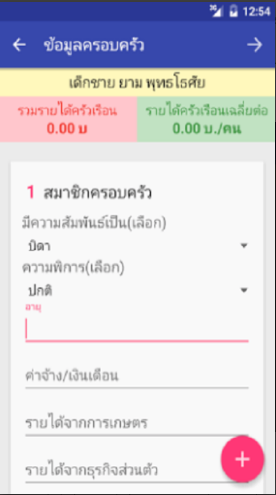 12:54
ข้อมูลครอบครัว
เด็กชาย ยาม พุทธโธศัย
รวมรายได้ครัวเรือน
0.00 บ
รายได้ครัวเรือนเฉลี่ยต่อ
0.00 บ./คน
1 สมาชิกครอบครัว
มีความสัมพันธ์เป็น(เลือก)
บิดา
ความพิการ(เลือก)
ปกติ
อายุ
ค่าจ้าง/เงินเดือน
รายได้จากการเกษตร
รายได้จากธุรกิจส่วนตัว